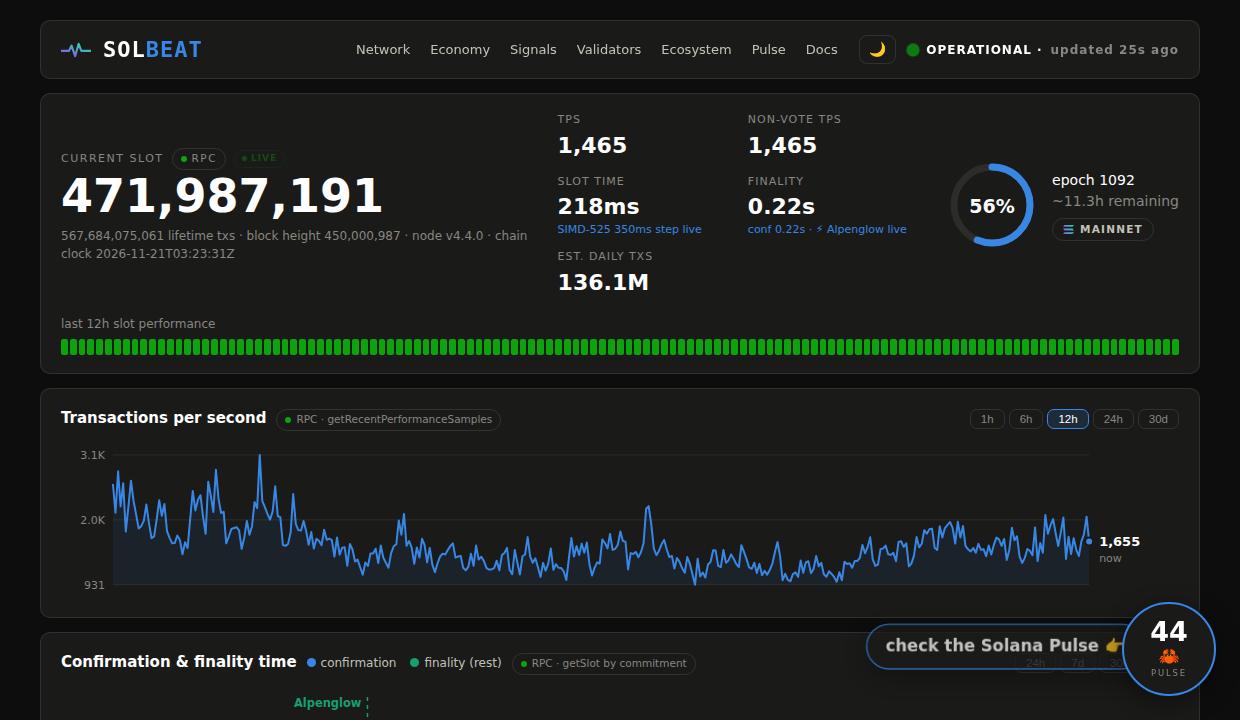 SOLBEAT
Network Economy Signals Validators Ecosystem Pulse Docs 🌙 OPERATIONAL · updated 25s ago
CURRENT SLOT RPC LIVE
471,987,191
567,684,075,061 lifetime txs · block height 450,000,987 · node v4.4.0 · chain
clock 2026-11-21T03:23:31Z
TPS
1,465
NON-VOTE TPS
1,465
SLOT TIME
218ms
SIMD-525 350ms step live
FINALITY
0.22s
conf 0.22s · ⚡ Alpenglow live
EST. DAILY TXS
136.1M
56%
epoch 1092
~11.3h remaining
MAINNET
last 12h slot performance
Transactions per second RPC · getRecentPerformanceSamples
1h 6h 12h 24h 30d
3.1K
2.0K
931
1,655
now
Confirmation & finality time confirmation finality (rest) RPC · getSlot by commitment
24h 7d
Alpenglow
check the Solana Pulse 👉
44
🦀
PULSE